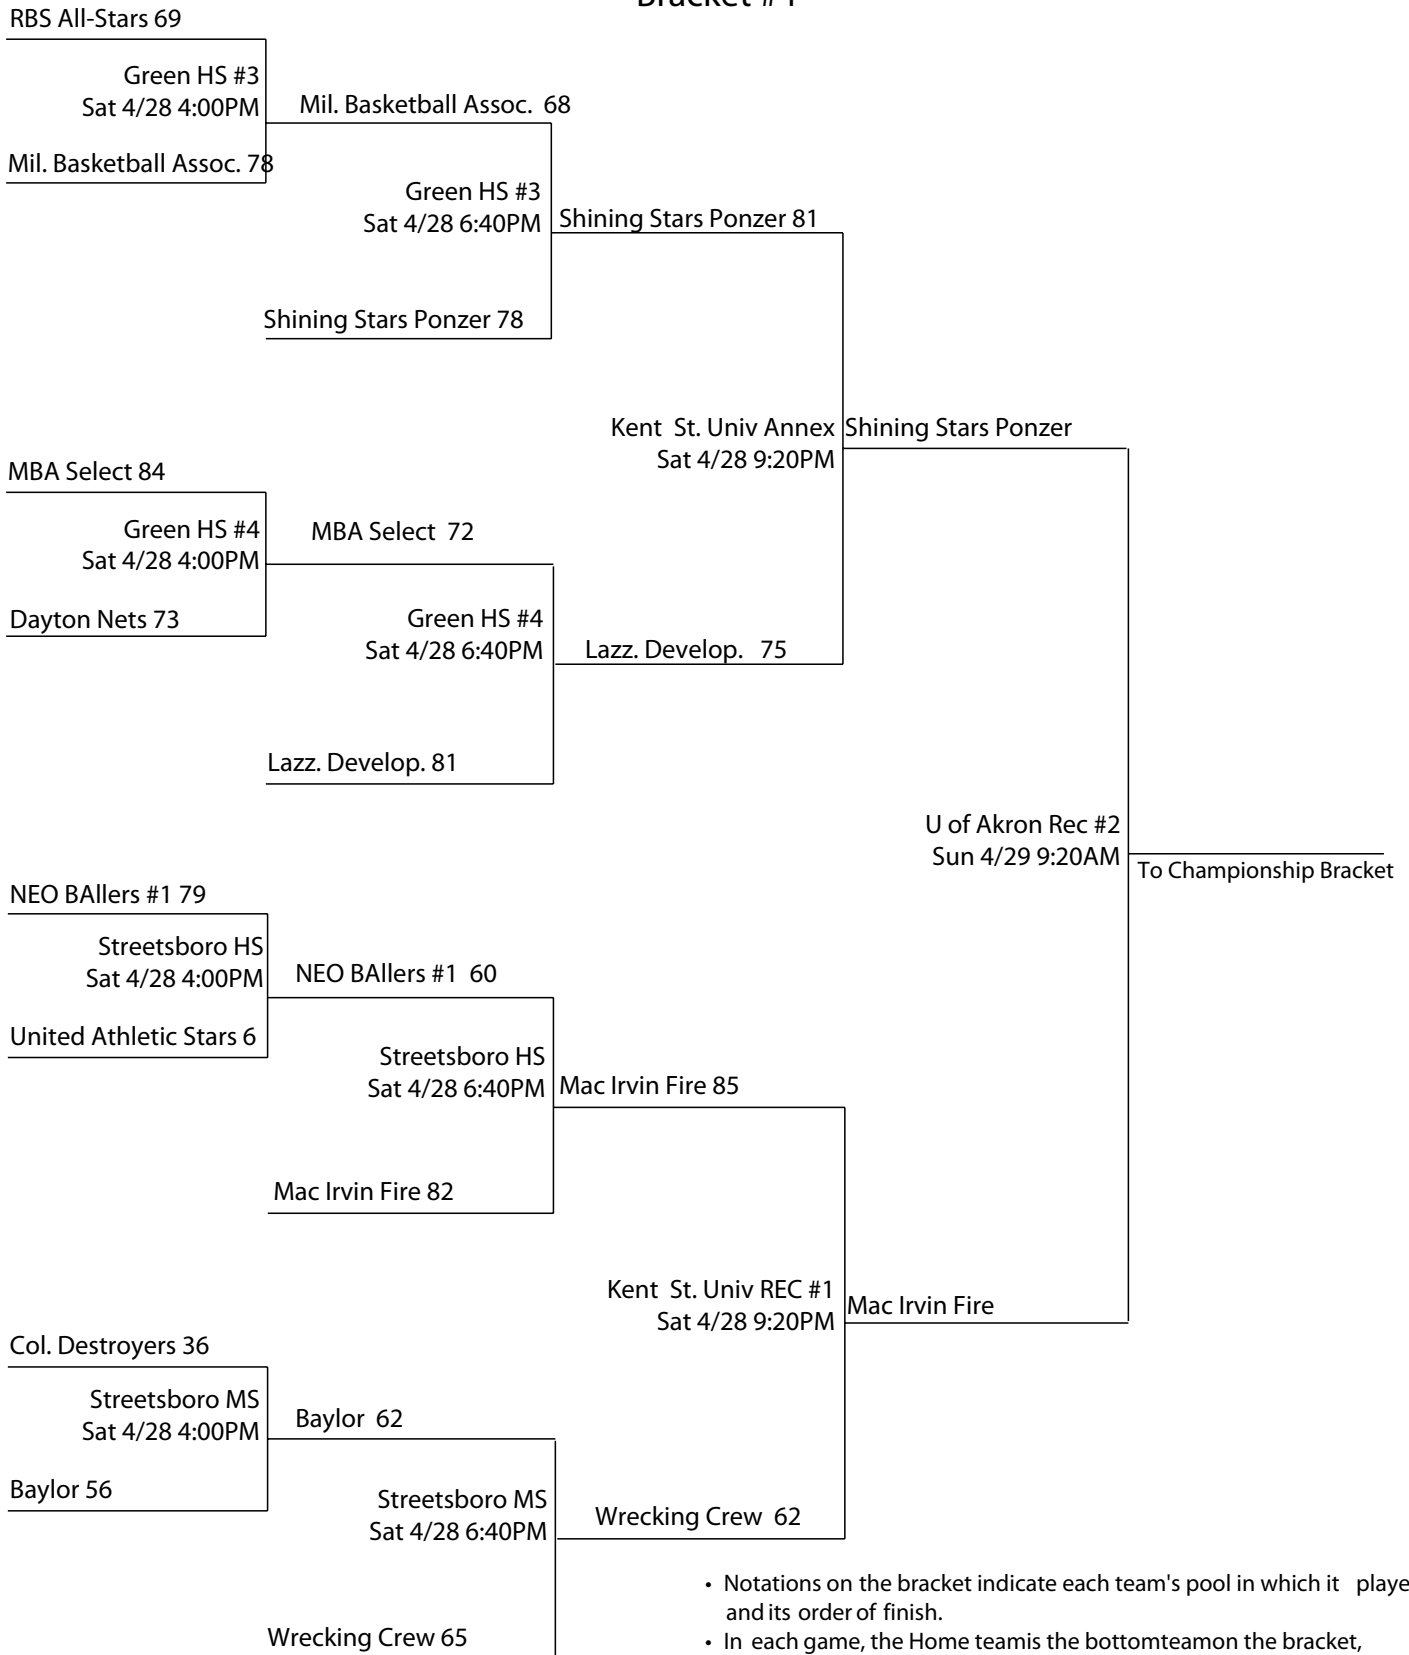 Bracket #1
RBS All-Stars 69
Green HS #3
Sat 4/28 4:00PM
Mil. Basketball Assoc. 68
Mil. Basketball Assoc. 78
Green HS #3
Sat 4/28 6:40PM
Shining Stars Ponzer 81
Shining Stars Ponzer 78
Kent St. Univ Annex
Sat 4/28 9:20PM
Shining Stars Ponzer
MBA Select 84
Green HS #4
Sat 4/28 4:00PM
MBA Select 72
Dayton Nets 73
Green HS #4
Sat 4/28 6:40PM
Lazz. Develop. 75
Lazz. Develop. 81
U of Akron Rec #2
Sun 4/29 9:20AM
To Championship Bracket
NEO BAllers #1 79
Streetsboro HS
Sat 4/28 4:00PM
NEO BAllers #1 60
United Athletic Stars 6
Streetsboro HS
Sat 4/28 6:40PM
Mac Irvin Fire 85
Mac Irvin Fire 82
Kent St. Univ REC #1
Sat 4/28 9:20PM
Mac Irvin Fire
Col. Destroyers 36
Streetsboro MS
Sat 4/28 4:00PM
Baylor 62
Baylor 56
Streetsboro MS
Sat 4/28 6:40PM
Wrecking Crew 62
Wrecking Crew 65
• Notations on the bracket indicate each team's pool in which it playe
and its order of finish.
• In each game, the Home teamis the bottomteamon the bracket,